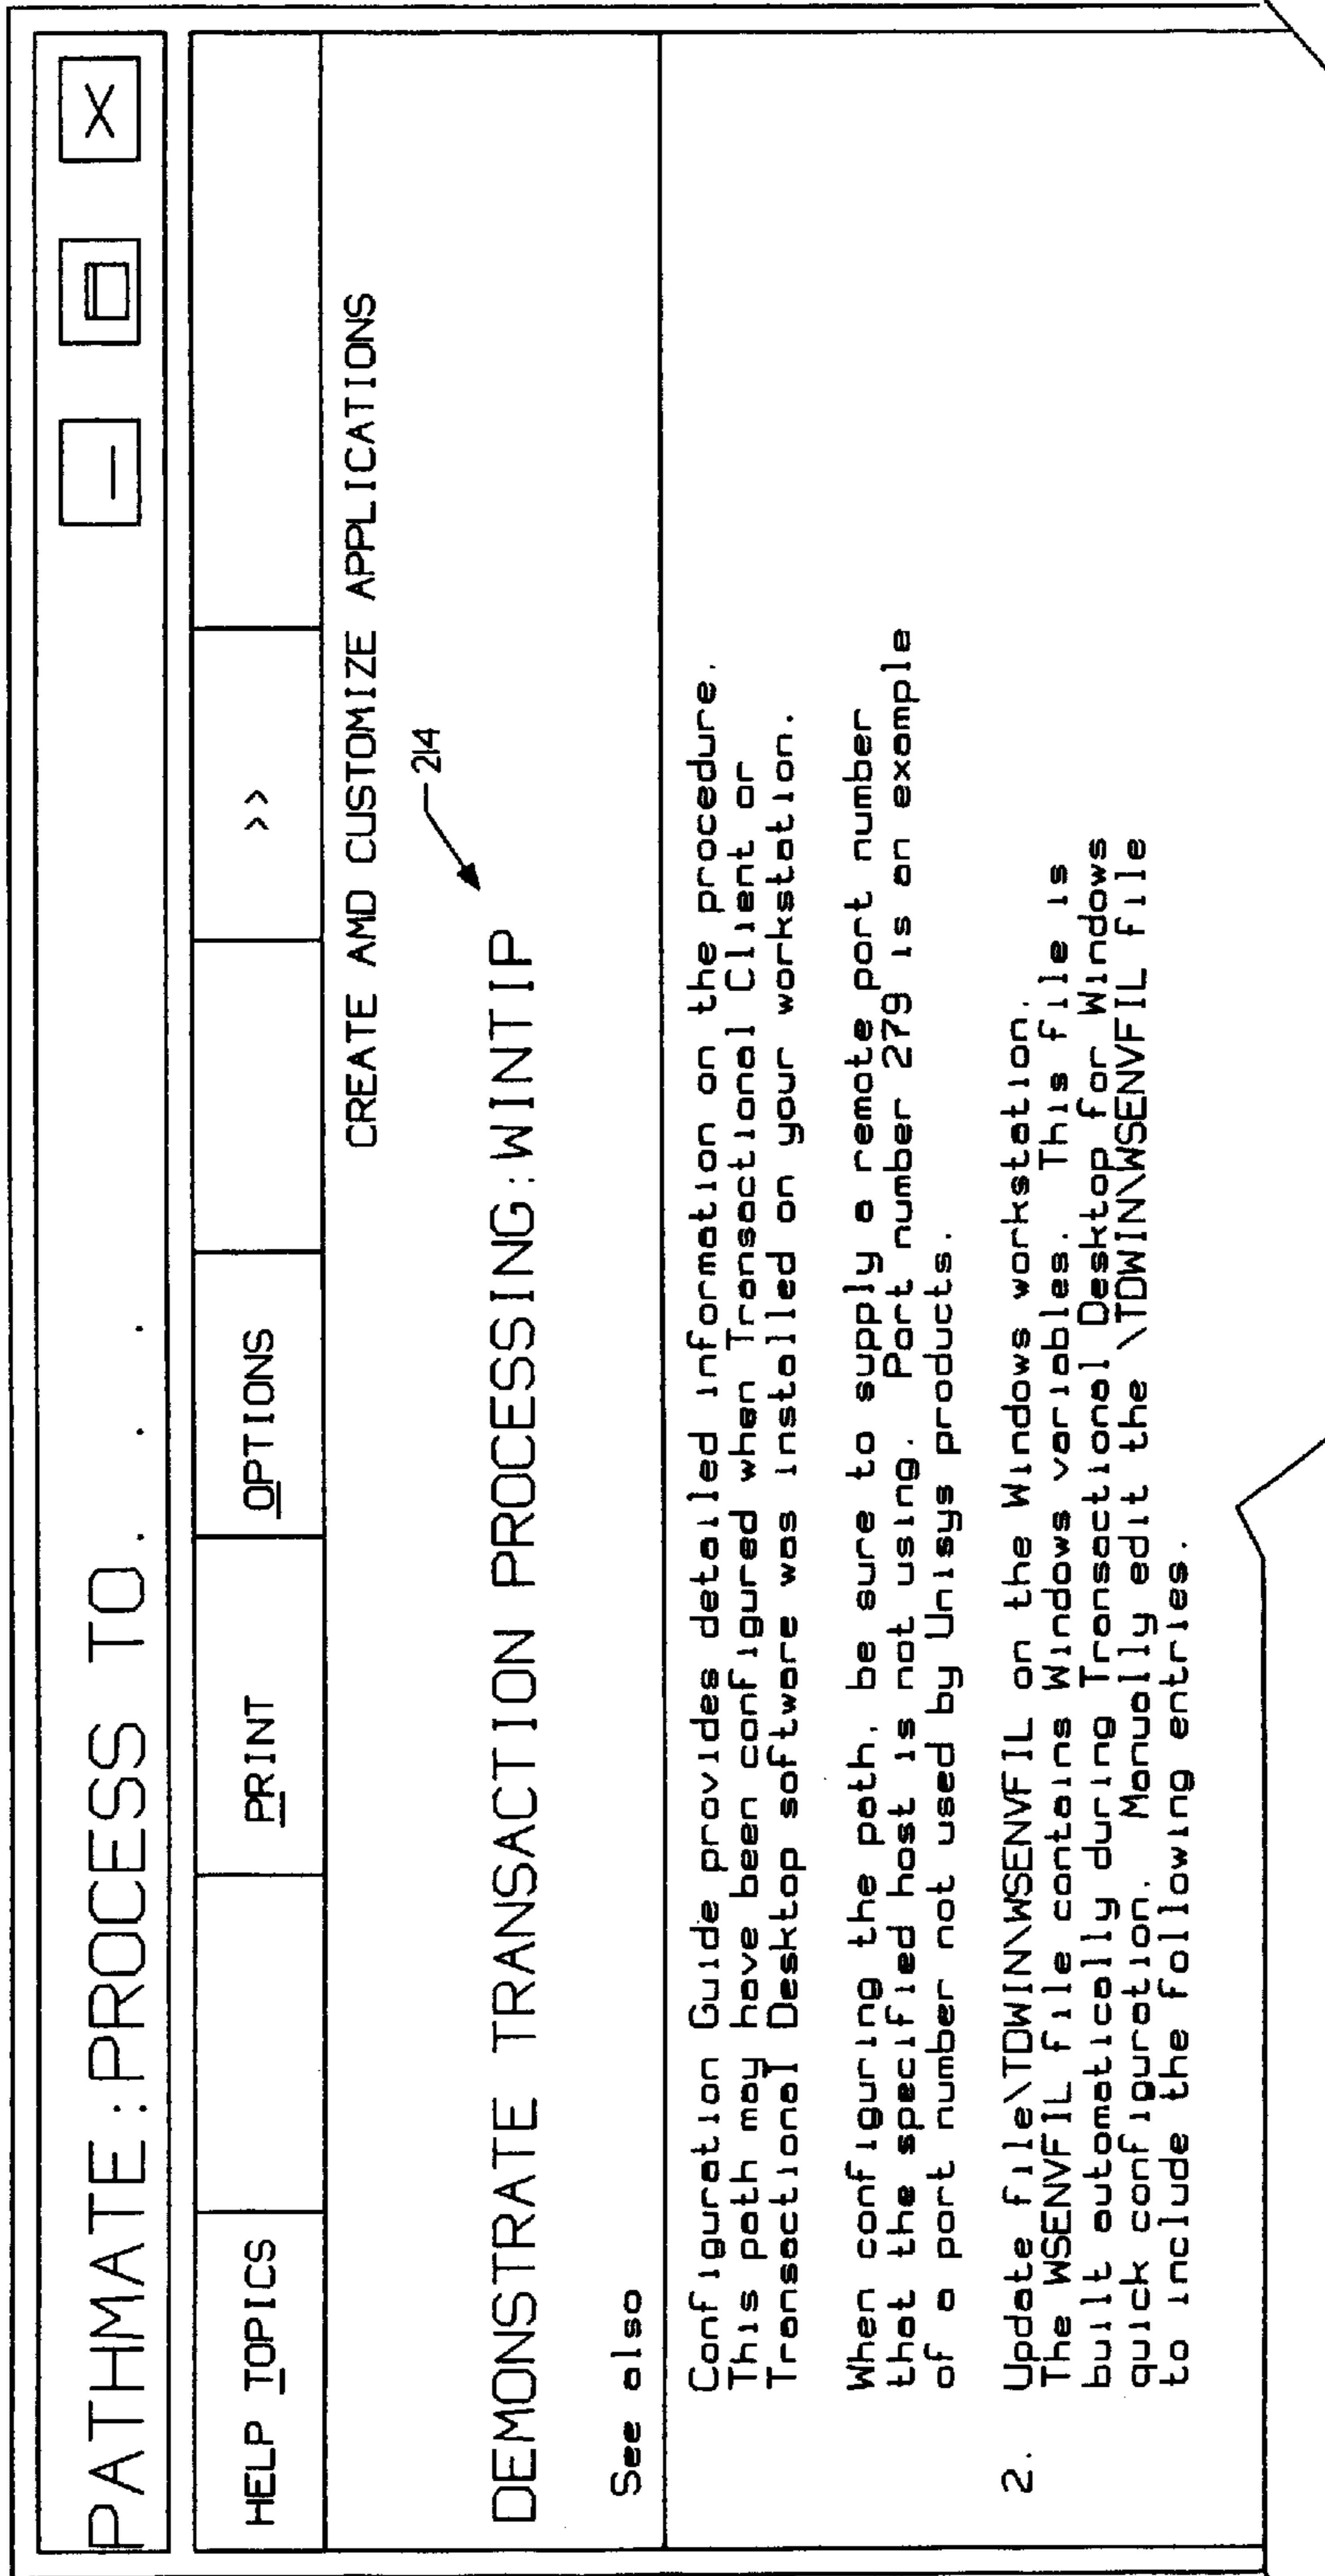 PATHMATE:PROCESS TO. . . .
HELP TOPICS PRINT OPTIONS >>
CREATE AMD CUSTOMIZE APPLICATIONS
214
DEMONSTRATE TRANSACTION PROCESSING:WINTIP
See also
Configuration Guide provides detailed information on the procedure.
This path may have been configured when Transactional Client or
Transactional Desktop software was installed on your workstation.
When configuring the path, be sure to supply a remote port number
that the specified host is not using. Port number 279 is an example
of a port number not used by Unisys products.
2. Update file\TDWIN\WSENVFIL on the Windows workstation.
The WSENVFIL file contains Windows variables. This file is
built automatically during Transactional Desktop for Windows
quick configuration. Manually edit the \TDWIN\WSENVFIL file
to include the following entries.